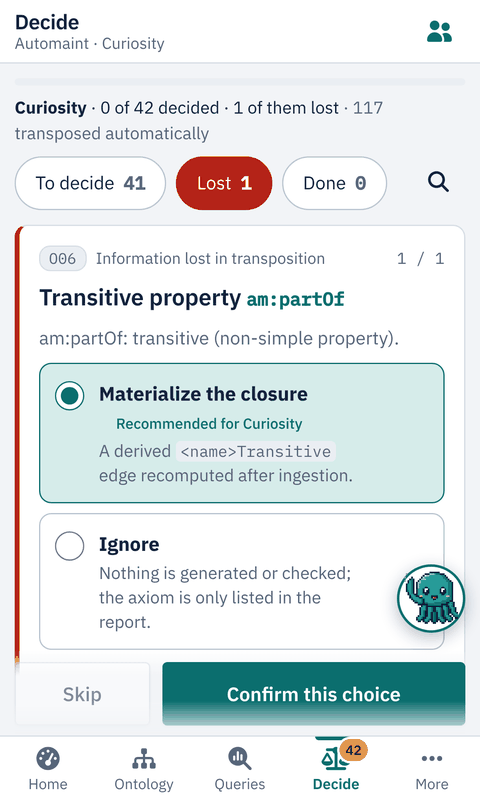 Decide
Automaint · Curiosity
Curiosity · 0 of 42 decided · 1 of them lost · 117
transposed automatically
To decide 41
Lost 1
Done 0
O06 Information lost in transposition 1 / 1
Transitive property am:partOf
am:partOf: transitive (non-simple property).
Materialize the closure
Recommended for Curiosity
A derived <name>Transitive
edge recomputed after ingestion.
Ignore
Nothing is generated or checked;
the axiom is only listed in the
report.
Skip
Confirm this choice
42
Home
Ontology
Queries
Decide
More